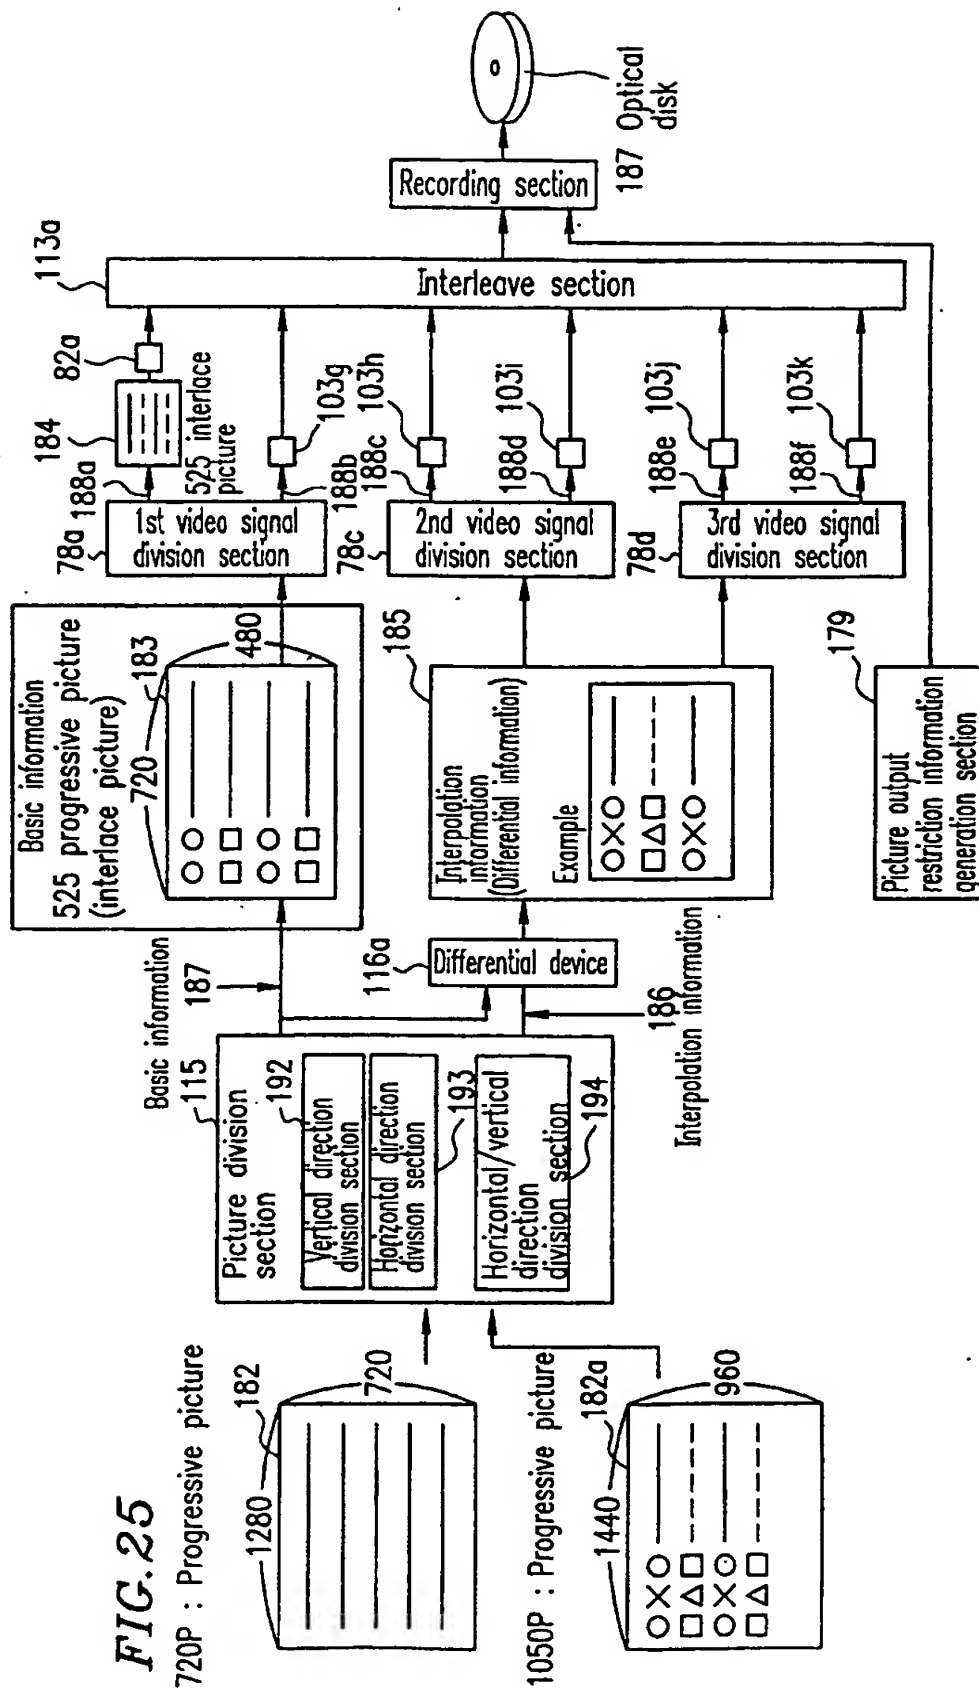 FIG.25
720P : Progressive picture
1280
182
720
1050P : Progressive picture
1440
182a
960
115
Picture division
section
192
Vertical direction
division section
Horizontal direction
division section
193
Horizontal/vertical
direction
division section
194
Basic information
187
116a
Differential device
186
Interpolation information
Basic information
525 progressive picture
(interlace picture)
720
183
480
185
Interpolation
information
(Differential information)
Example
179
Picture output
restriction information
generation section
78a
1st video signal
division section
78c
2nd video signal
division section
78d
3rd video signal
division section
188a
184
82a
525 interlace
picture
188b
103g
188c
103h
188d
103i
188e
103j
188f
103k
113a
Interleave section
Recording section
187
Optical
disk